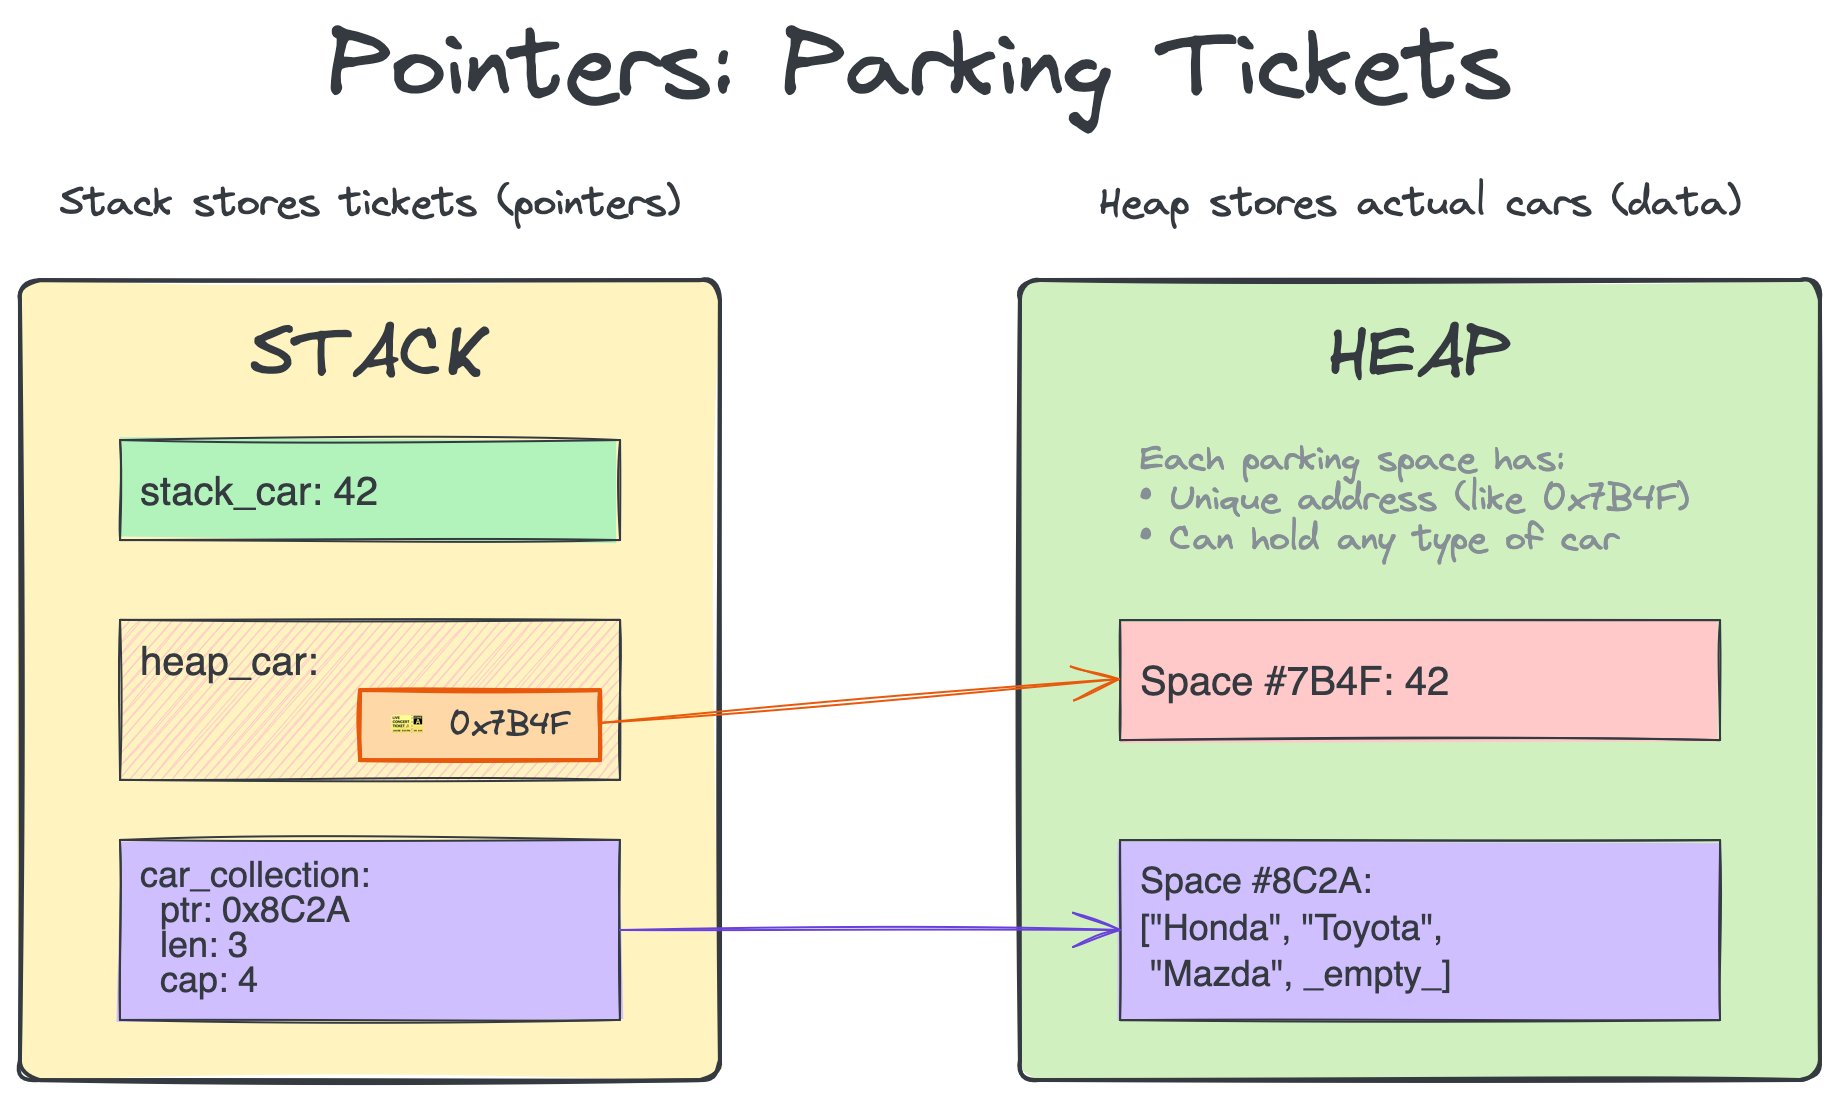 Pointers: Parking Tickets
Stack stores tickets (pointers)
Heap stores actual cars (data)
STACK
stack_car: 42
heap_car:
0x7B4F
car_collection:
ptr: 0x8C2A
len: 3
cap: 4
HEAP
Each parking space has:
• Unique address (like 0x7B4F)
• Can hold any type of car
Space #7B4F: 42
Space #8C2A:
["Honda", "Toyota",
"Mazda", _empty_]